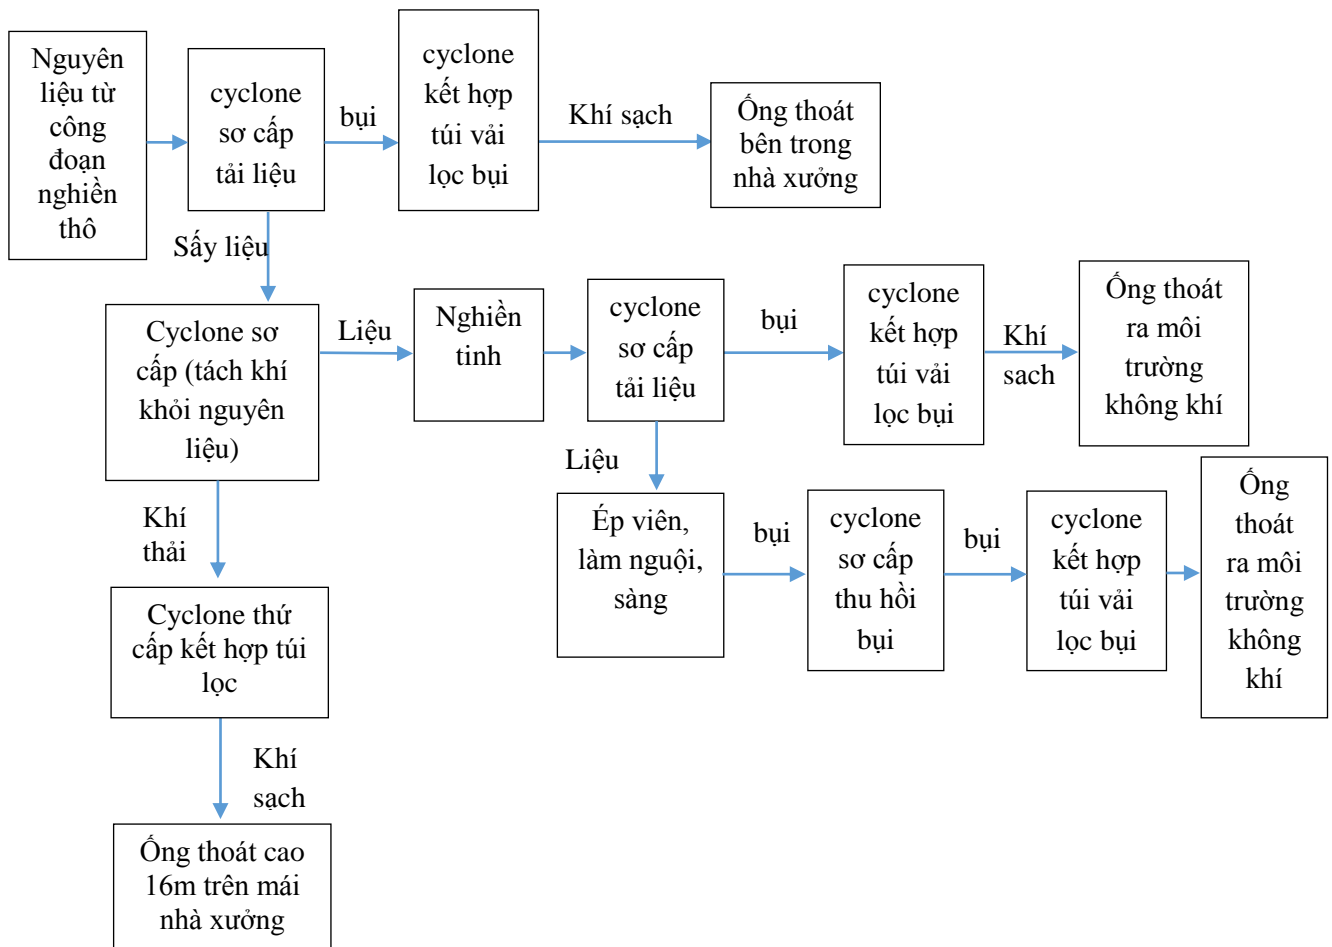 Nguyên
liệu từ
công
đoạn
nghiền
thô
cyclone
sơ cấp
tải liệu
bụi
cyclone
kết hợp
túi vải
lọc bụi
Khí sạch
Ống thoát
bên trong
nhà xưởng
Sấy liệu
Cyclone sơ
cấp (tách khí
khỏi nguyên
liệu)
Liệu
Nghiền
tinh
cyclone
sơ cấp
tải liệu
bụi
cyclone
kết hợp
túi vải
lọc bụi
Khí
sach
Ống thoát
ra môi
trường
không khí
Liệu
Ép viên,
làm nguội,
sàng
bụi
cyclone
sơ cấp
thu hồi
bụi
bụi
cyclone
kết hợp
túi vải
lọc bụi
Ống
thoát
ra môi
trường
không
khí
Khí
thải
Cyclone thứ
cấp kết hợp túi
lọc
Khí
sạch
Ống thoát cao
16m trên mái
nhà xưởng